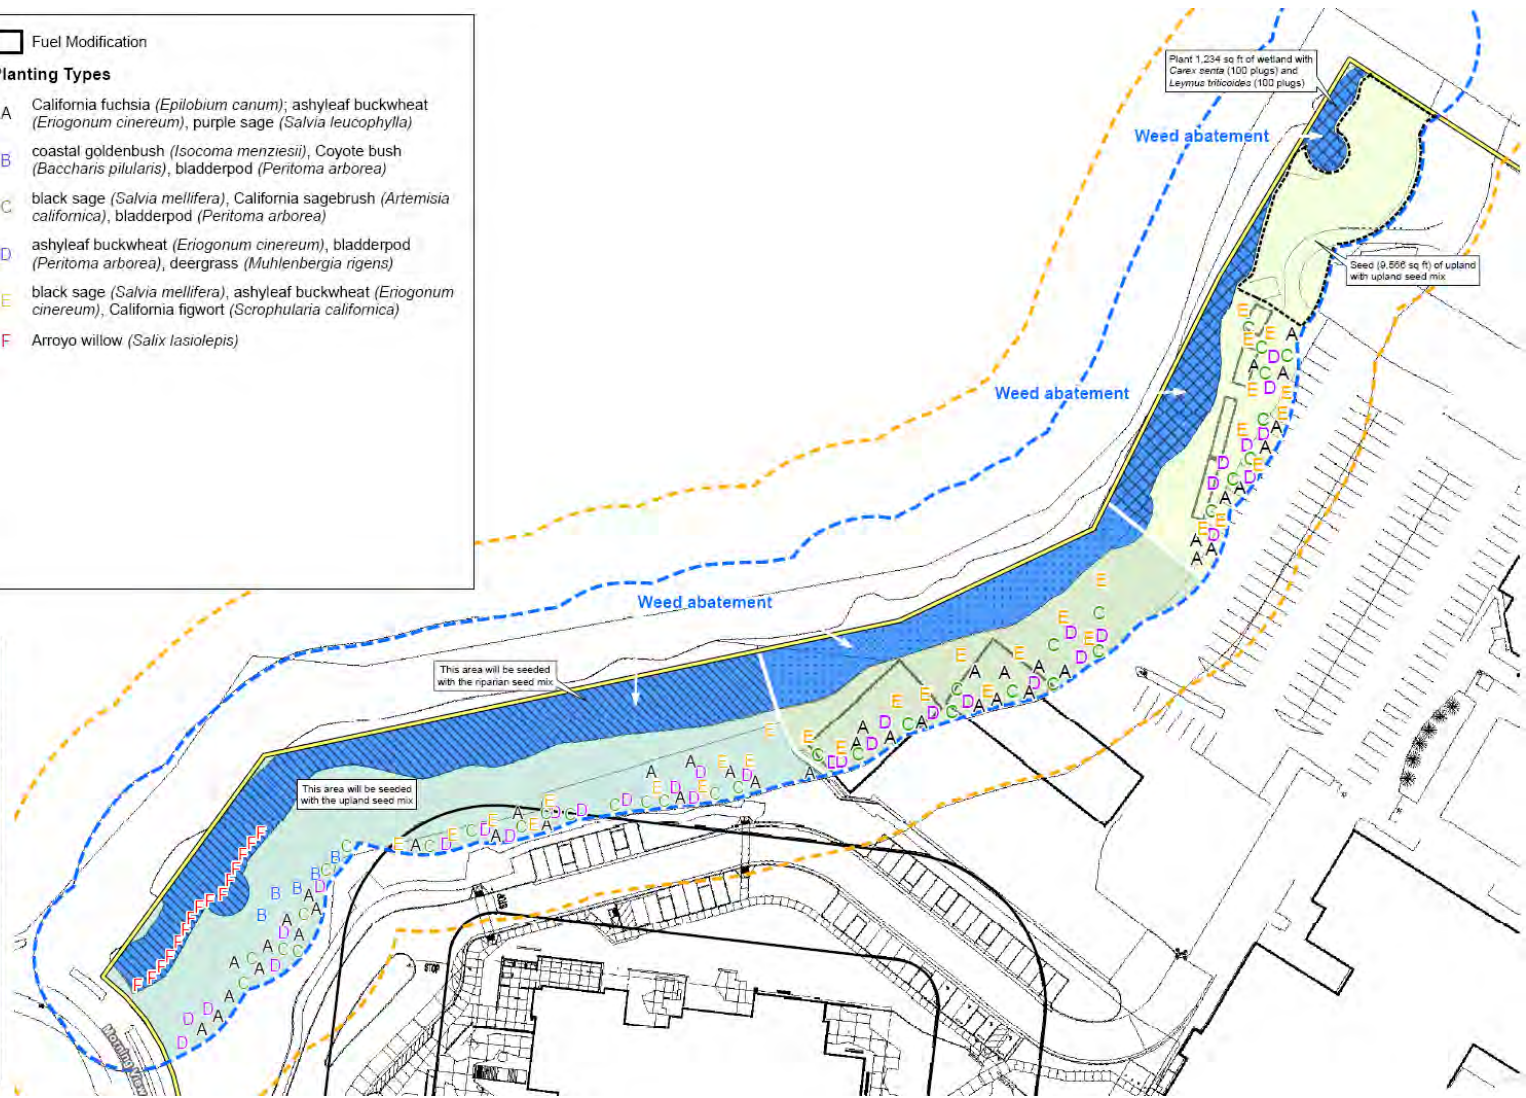 Fuel Modification
Planting Types
A California fuchsia (Epilobium canum); ashyleaf buckwheat
(Eriogonum cinereum), purple sage (Salvia leucophylla)
B coastal goldenbush (Isocoma menziesii), Coyote bush
(Baccharis pilularis), bladderpod (Peritoma arborea)
C black sage (Salvia mellifera), California sagebrush (Artemisia
californica), bladderpod (Peritoma arborea)
D ashyleaf buckwheat (Eriogonum cinereum), bladderpod
(Peritoma arborea), deergrass (Muhlenbergia rigens)
E black sage (Salvia mellifera), ashyleaf buckwheat (Eriogonum
cinereum), California figwort (Scrophularia californica)
F Arroyo willow (Salix lasiolepis)
Plant 1,234 sq ft of wetland with
Carex senta (100 plugs) and
Leymus triticoides (100 plugs)
Weed abatement
Seed (9,566 sq ft) of upland
with upland seed mix
Weed abatement
Weed abatement
This area will be seeded
with the riparian seed mix
This area will be seeded
with the upland seed mix
STOP
STOP
Morning View